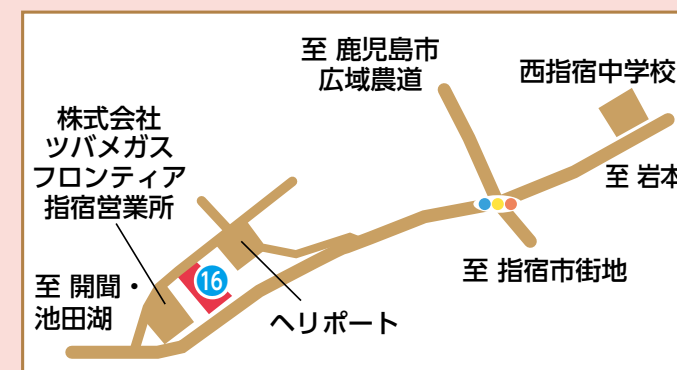 至 鹿児島市
広域農道
西指宿中学校
株式会社
ツバメガス
フロンティア
指宿営業所
至 岩本
16
至 指宿市街地
至 開聞・
池田湖
ヘリポート